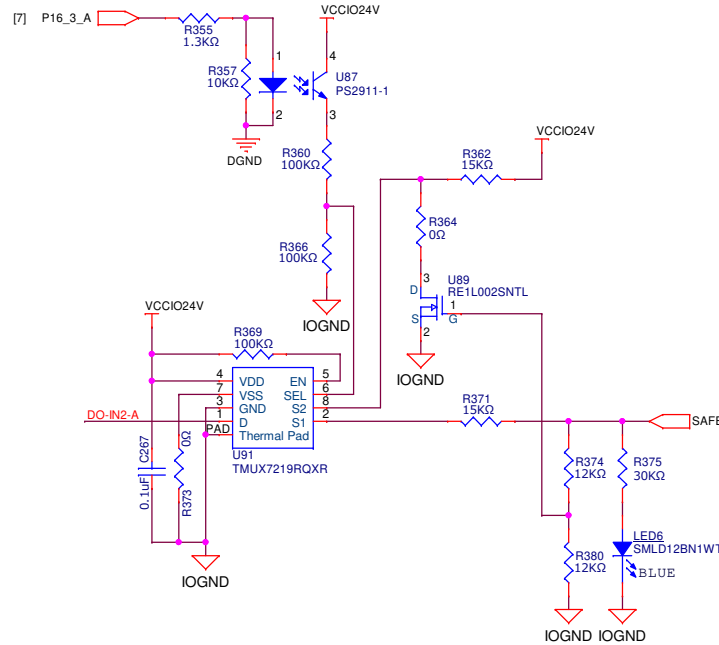 [7] P16_3_A
R355
1.3KΩ
VCCIO24V
R357
10KΩ
1
2
4
3
U87
PS2911-1
DGND
R360
100KΩ
R366
100KΩ
IOGND
VCCIO24V
R362
15KΩ
R364
0Ω
U89
RE1L002SNTL
D
3
1
G
S
2
IOGND
VCCIO24V
R369
100KΩ
4 VDD EN 5
7 VSS SEL 6
3 GND S2 8
DO-IN2-A 1 D S1 2
PAD Thermal Pad
U91
TMUX7219RQXR
C267
0.1uF
0Ω
R373
IOGND
R371
15KΩ
SAFE
R374
12KΩ
R375
30KΩ
R380
12KΩ
LED6
SMLD12BN1WT
BLUE
IOGND IOGND